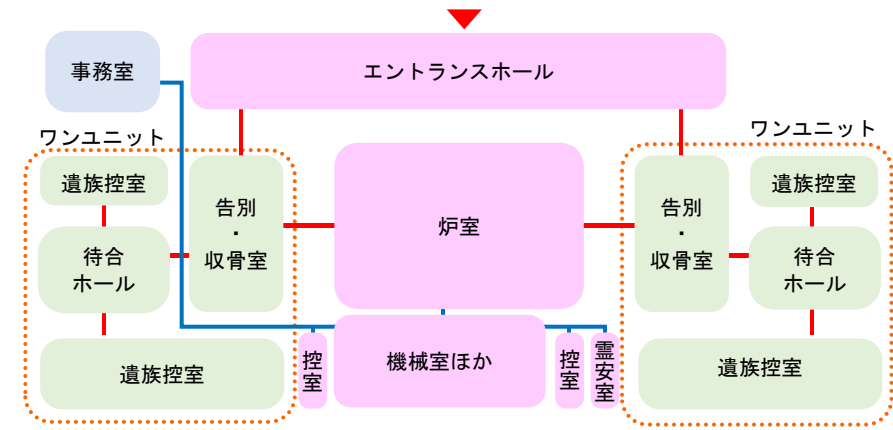 事務室
エントランスホール
ワンユニット
ワンユニット
遺族控室
告別
・
収骨室
待合
ホール
遺族控室
炉室
告別
・
収骨室
遺族控室
待合
ホール
遺族控室
控室
機械室ほか
控室
霊安室